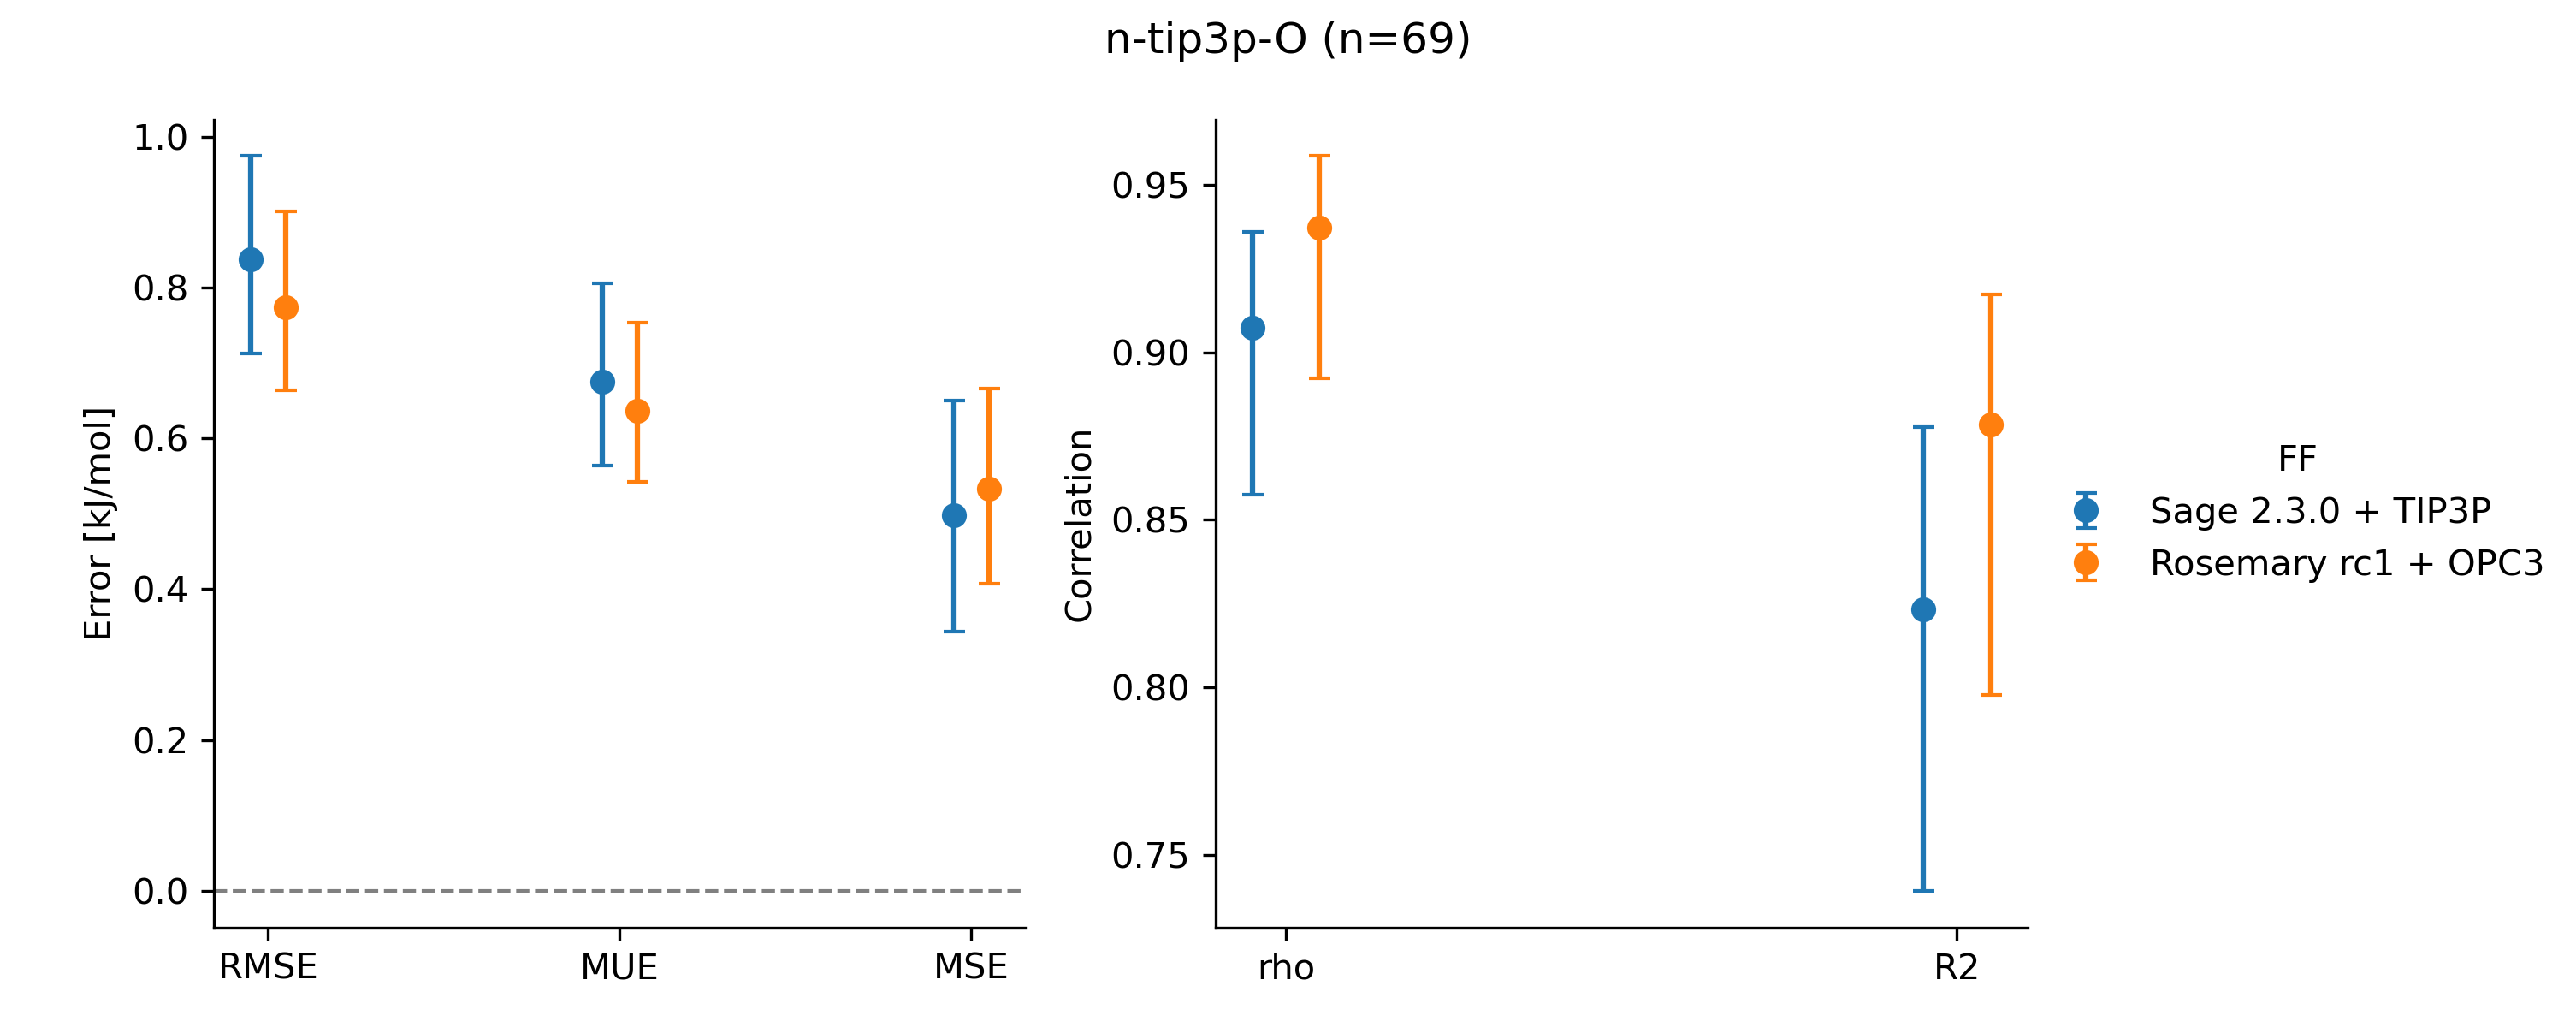 n-tip3p-O (n=69)
Error [kJ/mol]
1.0
0.8
0.6
0.4
0.2
0.0
RMSE
MUE
MSE
Correlation
0.95
0.90
0.85
0.80
0.75
rho
R2
FF
Sage 2.3.0 + TIP3P
Rosemary rc1 + OPC3